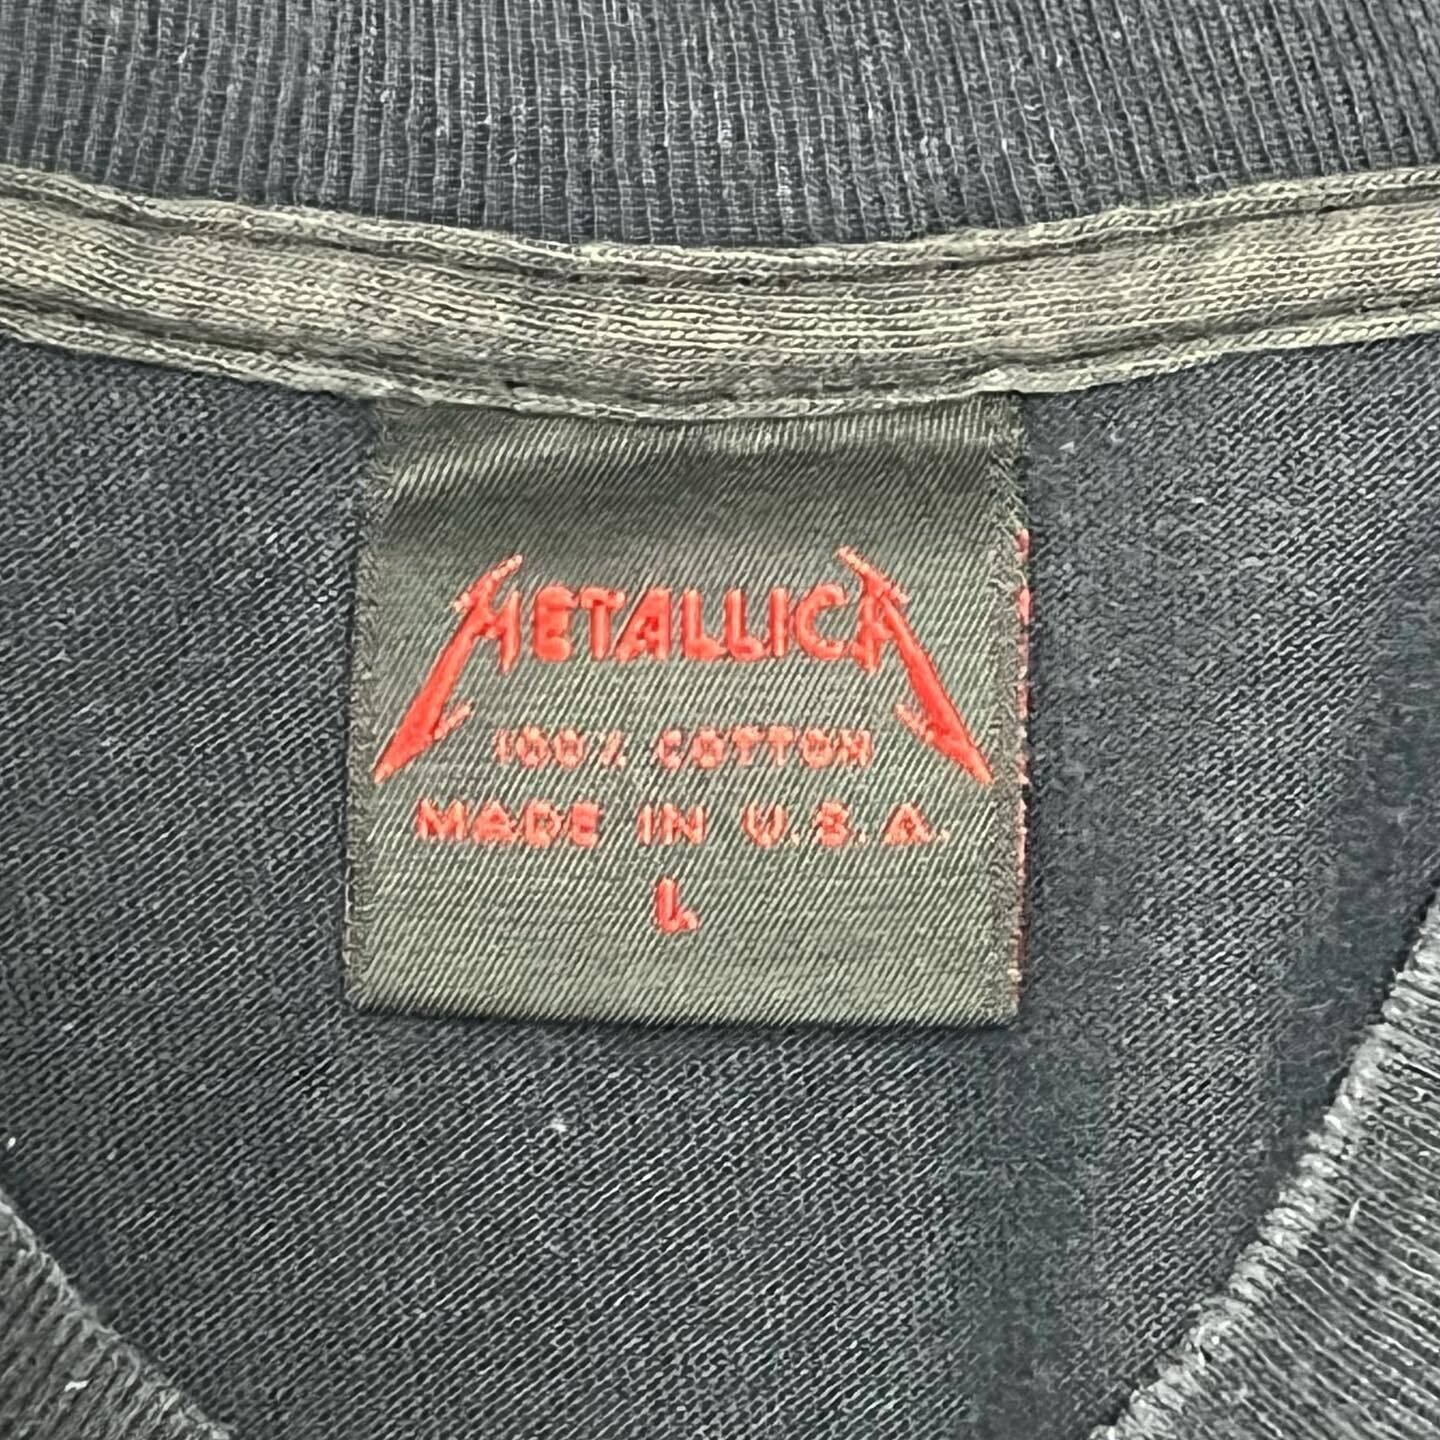 METALLICA
100% COTTON
MADE IN U.S.A.
L